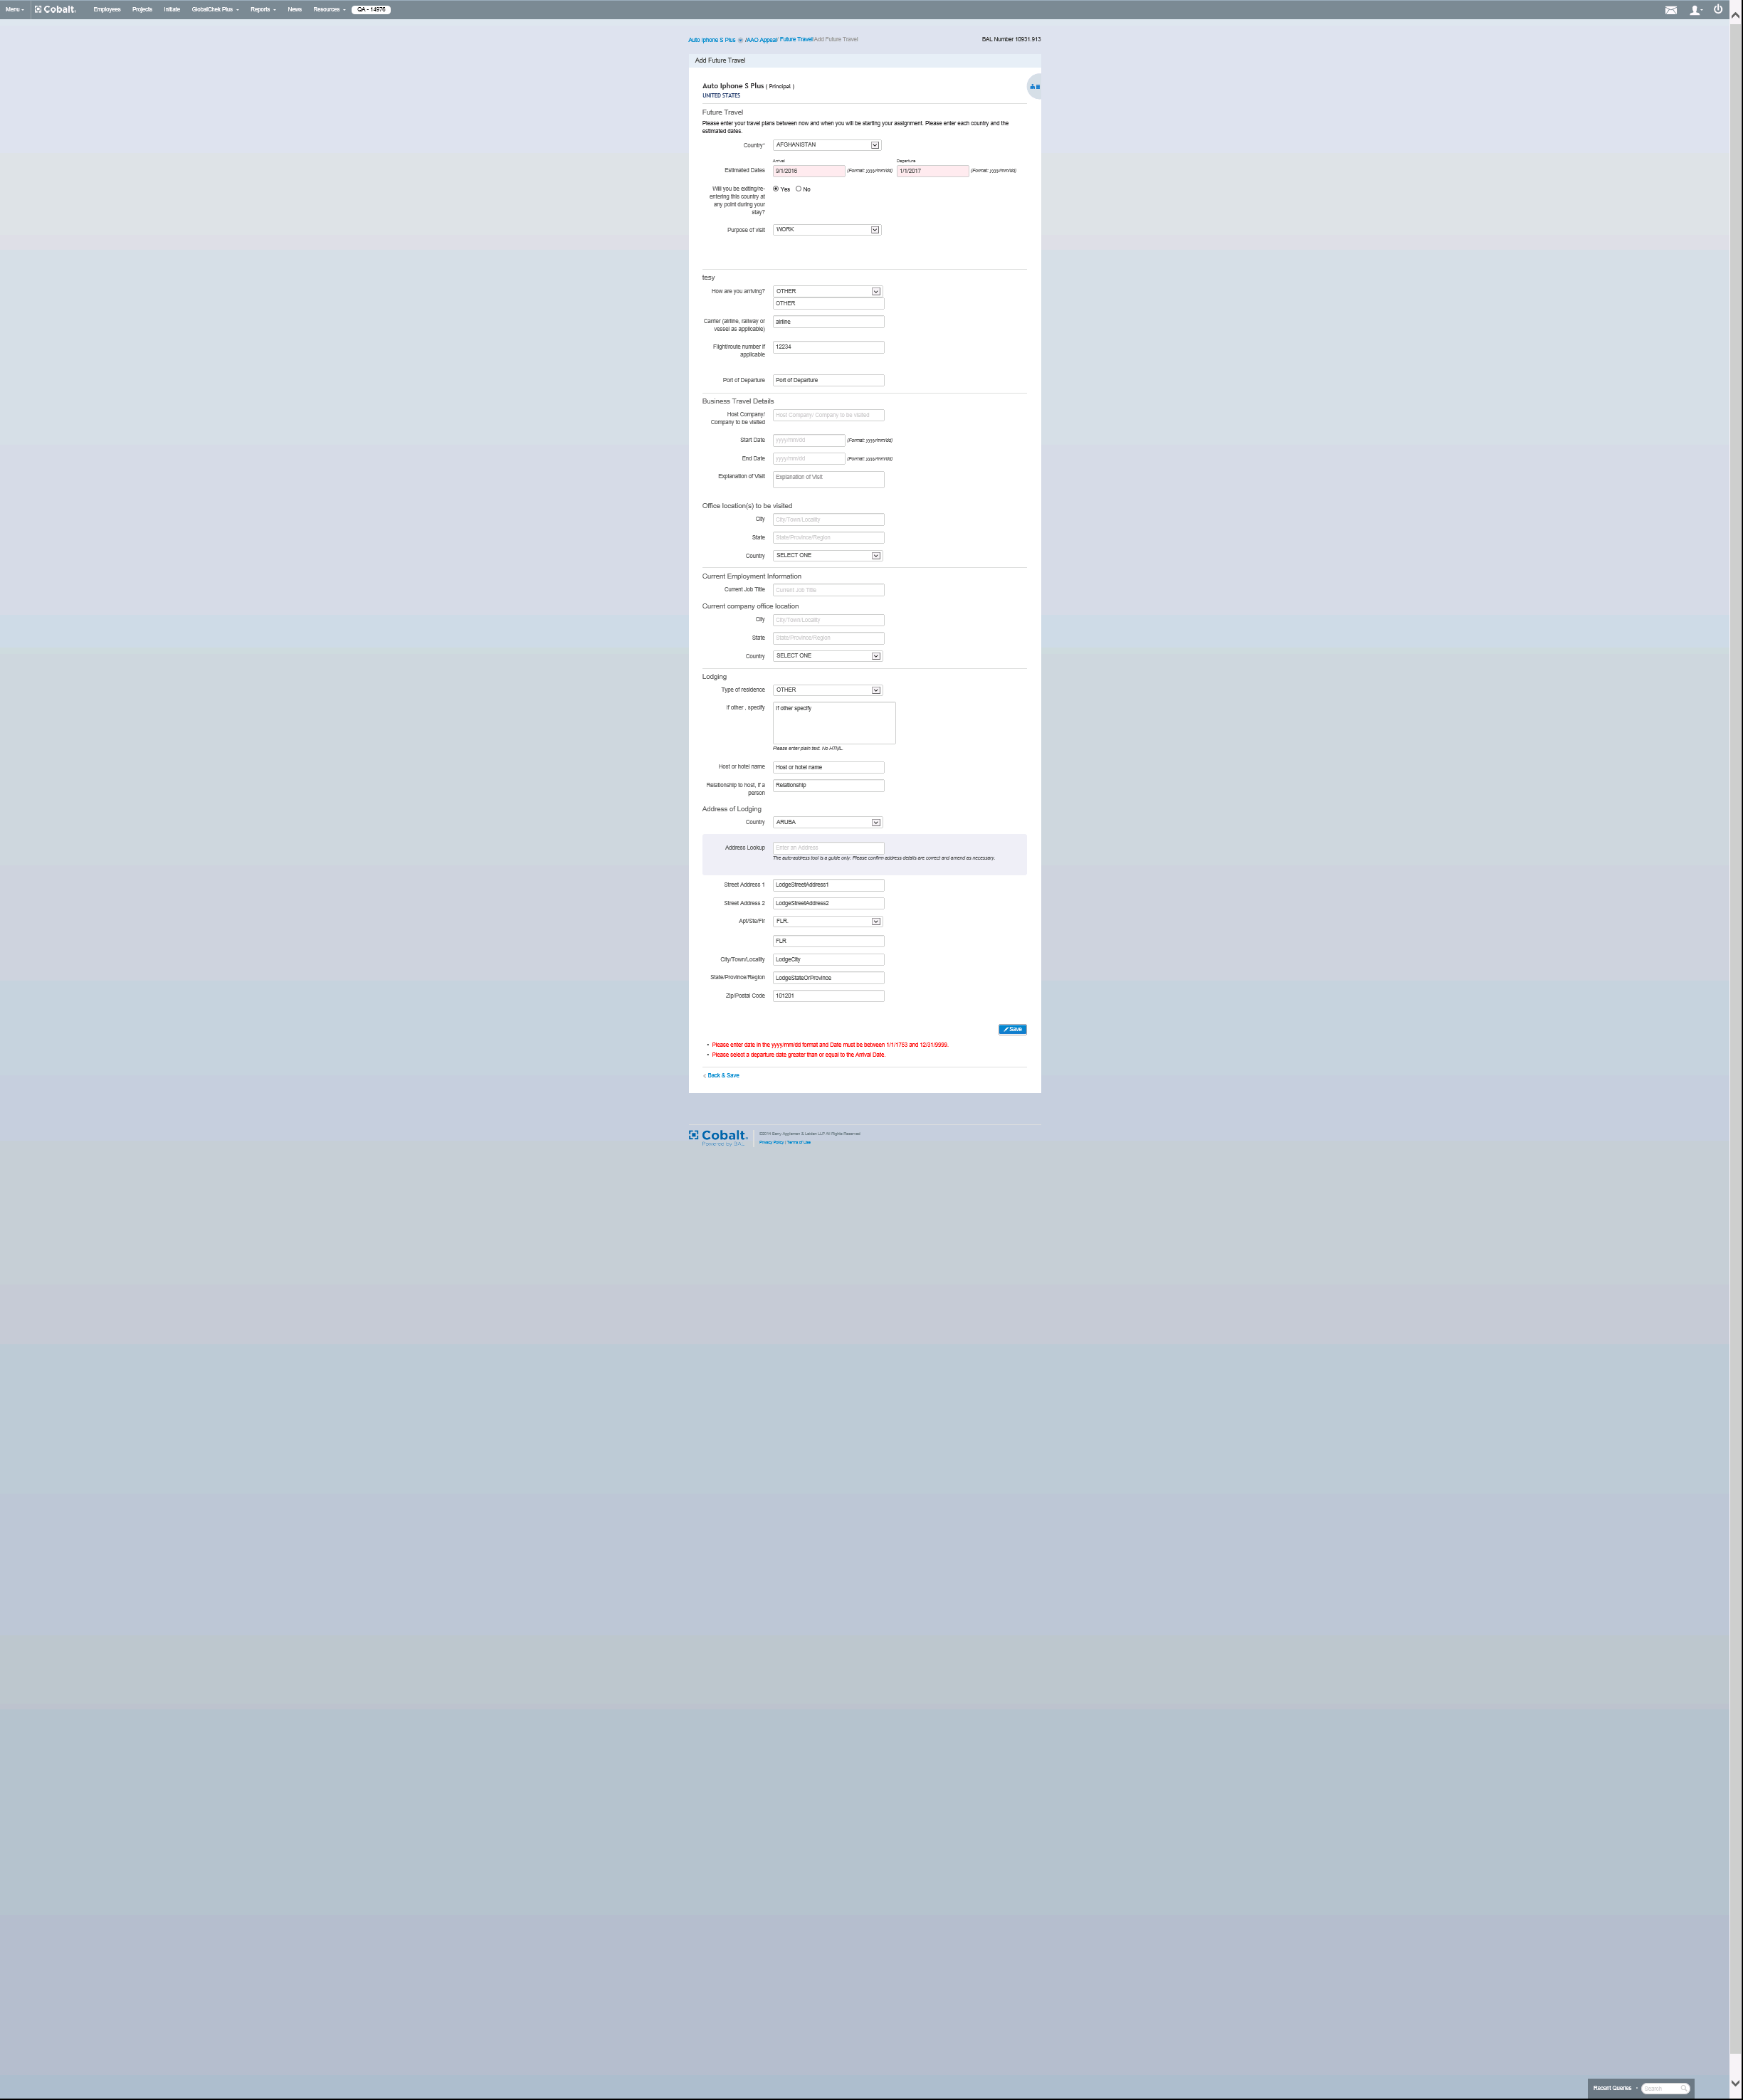 Menu
Cobalt.
Employees
Projects
Initiate
GlobalChek Plus
Reports
News
Resources
QA - 14976
Auto Iphone S Plus /AAO Appeal/ Future Travel/Add Future Travel
BAL Number 10931.913
Add Future Travel
Auto Iphone S Plus ( Principal )
UNITED STATES
Future Travel
Please enter your travel plans between now and when you will be starting your assignment. Please enter each country and the
estimated dates.
Country*
AFGHANISTAN
Arrival
Departure
Estimated Dates
9/1/2016
(Format: yyyy/mm/dd)
1/1/2017
(Format: yyyy/mm/dd)
Will you be exiting/re-
entering this country at
any point during your
stay?
Yes
No
Purpose of visit
WORK
tesy
How are you arriving?
OTHER
OTHER
Carrier (airline, railway or
vessel as applicable)
airline
Flight/route number if
applicable
12234
Port of Departure
Port of Departure
Business Travel Details
Host Company/
Company to be visited
Host Company/ Company to be visited
Start Date
yyyy/mm/dd
(Format: yyyy/mm/dd)
End Date
yyyy/mm/dd
(Format: yyyy/mm/dd)
Explanation of Visit
Explanation of Visit
Office location(s) to be visited
City
City/Town/Locality
State
State/Province/Region
Country
SELECT ONE
Current Employment Information
Current Job Title
Current Job Title
Current company office location
City
City/Town/Locality
State
State/Province/Region
Country
SELECT ONE
Lodging
Type of residence
OTHER
If other , specify
If other specify
Please enter plain text. No HTML.
Host or hotel name
Host or hotel name
Relationship to host, if a
person
Relationship
Address of Lodging
Country
ARUBA
Address Lookup
Enter an Address
The auto-address tool is a guide only. Please confirm address details are correct and amend as necessary.
Street Address 1
LodgeStreetAddress1
Street Address 2
LodgeStreetAddress2
Apt/Ste/Flr
FLR.
FLR
City/Town/Locality
LodgeCity
State/Province/Region
LodgeStateOrProvince
Zip/Postal Code
101201
Save
• Please enter date in the yyyy/mm/dd format and Date must be between 1/1/1753 and 12/31/9999.
• Please select a departure date greater than or equal to the Arrival Date.
Back & Save
Cobalt.
Powered by BAL
All Rights Reserved
Privacy Policy | Terms of Use
Recent Queries
Search